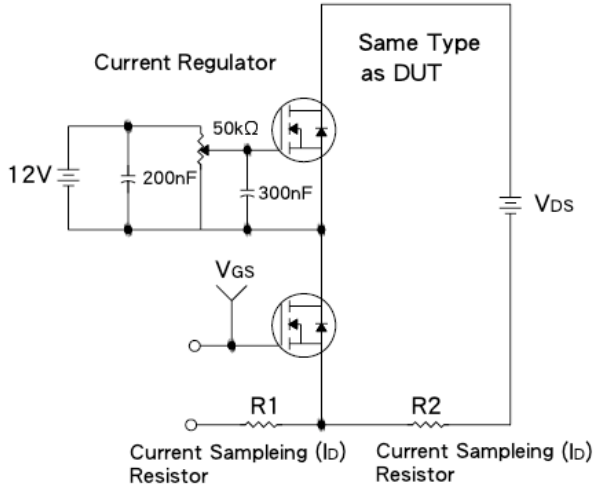 Same Type
as DUT
Current Regulator
50kΩ
12V
200nF
300nF
VDS
VGS
R1
R2
Current Sampleing (ID)
Resistor
Current Sampleing (ID)
Resistor